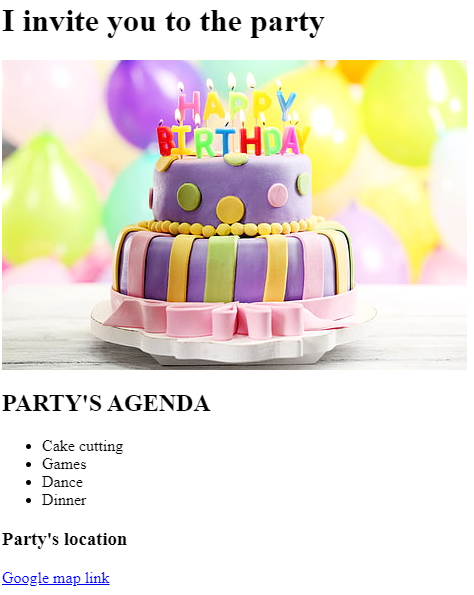 I invite you to the party
HAPPY
BIRTHDAY
PARTY'S AGENDA
Cake cutting
Games
Dance
Dinner
Party's location
Google map link